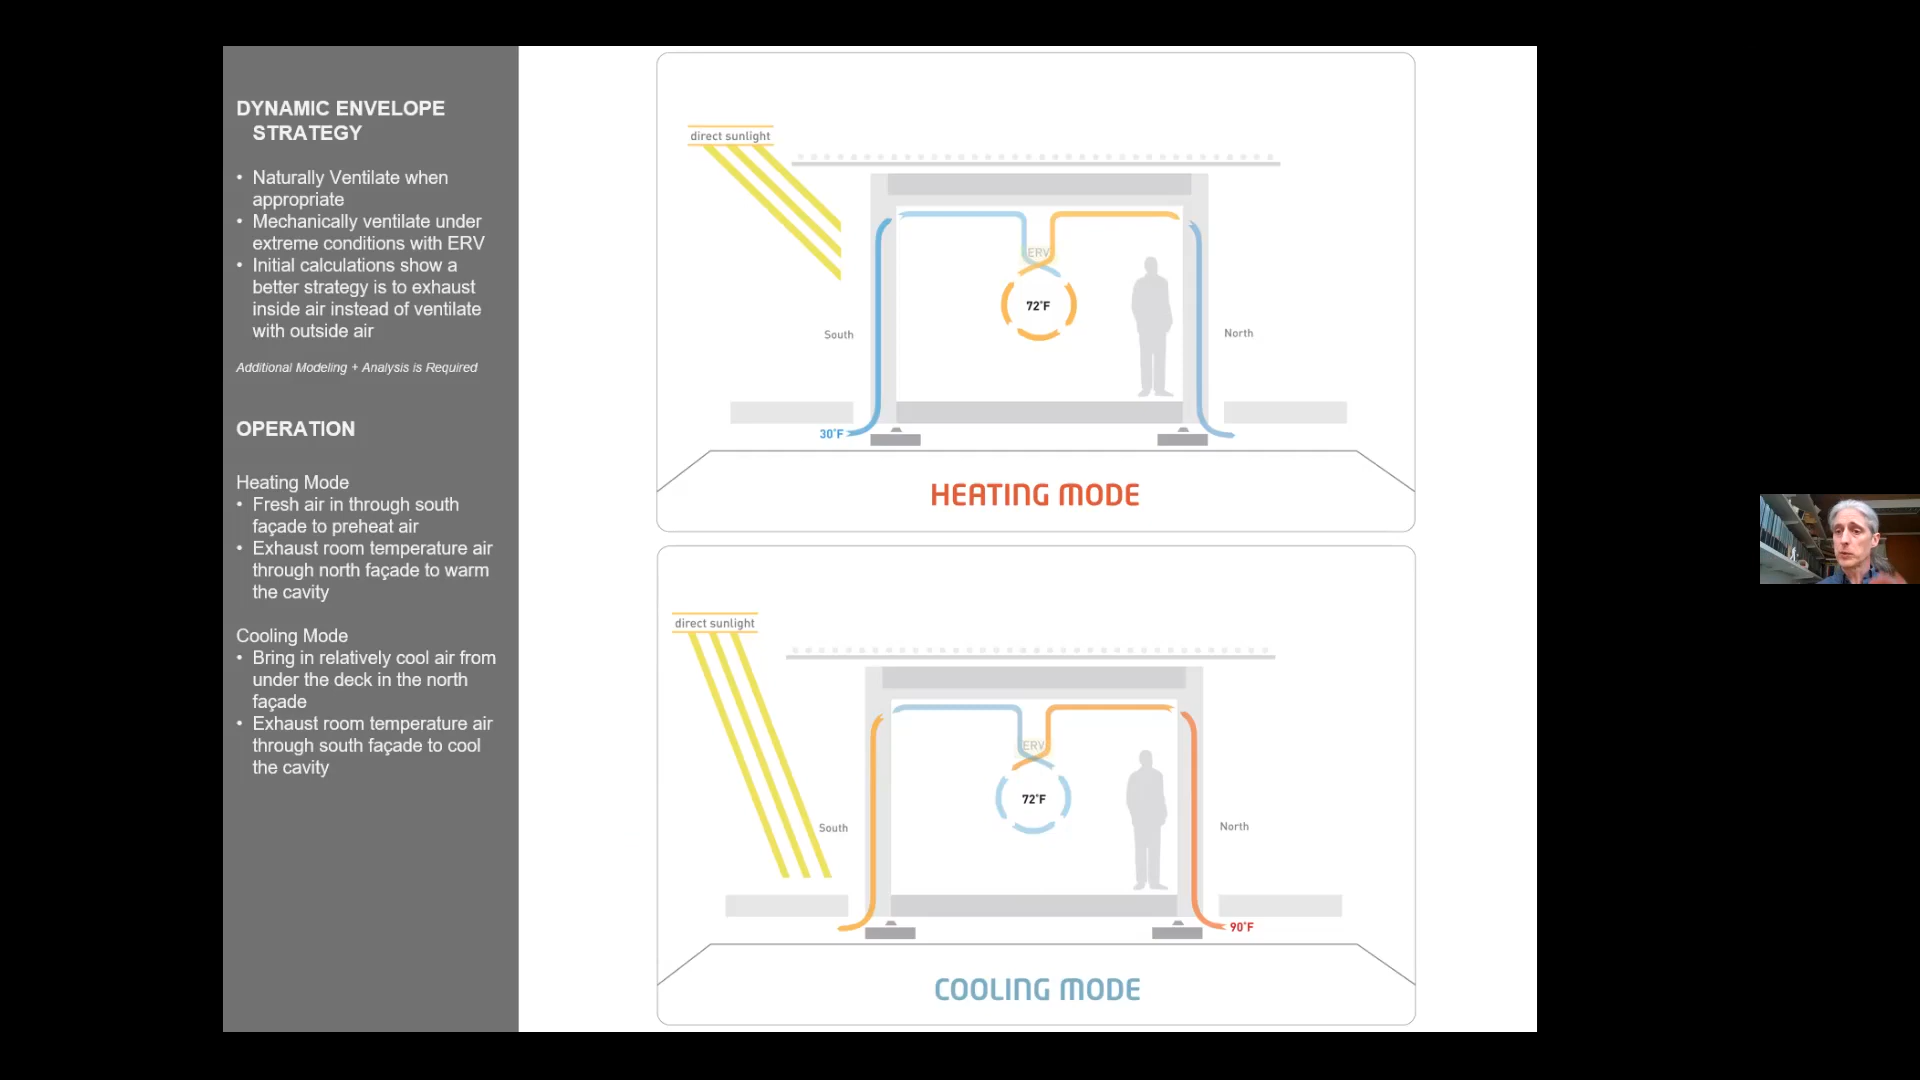 DYNAMIC ENVELOPE
STRATEGY
• Naturally Ventilate when
appropriate
• Mechanically ventilate under
extreme conditions with ERV
• Initial calculations show a
better strategy is to exhaust
inside air instead of ventilate
with outside air
Additional Modeling + Analysis is Required
OPERATION
Heating Mode
• Fresh air in through south
façade to preheat air
• Exhaust room temperature air
through north façade to warm
the cavity
Cooling Mode
• Bring in relatively cool air from
under the deck in the north
façade
• Exhaust room temperature air
through south façade to cool
the cavity
direct sunlight
ERV
72°F
South
North
30°F
HEATING MODE
direct sunlight
ERV
72°F
South
North
90°F
COOLING MODE